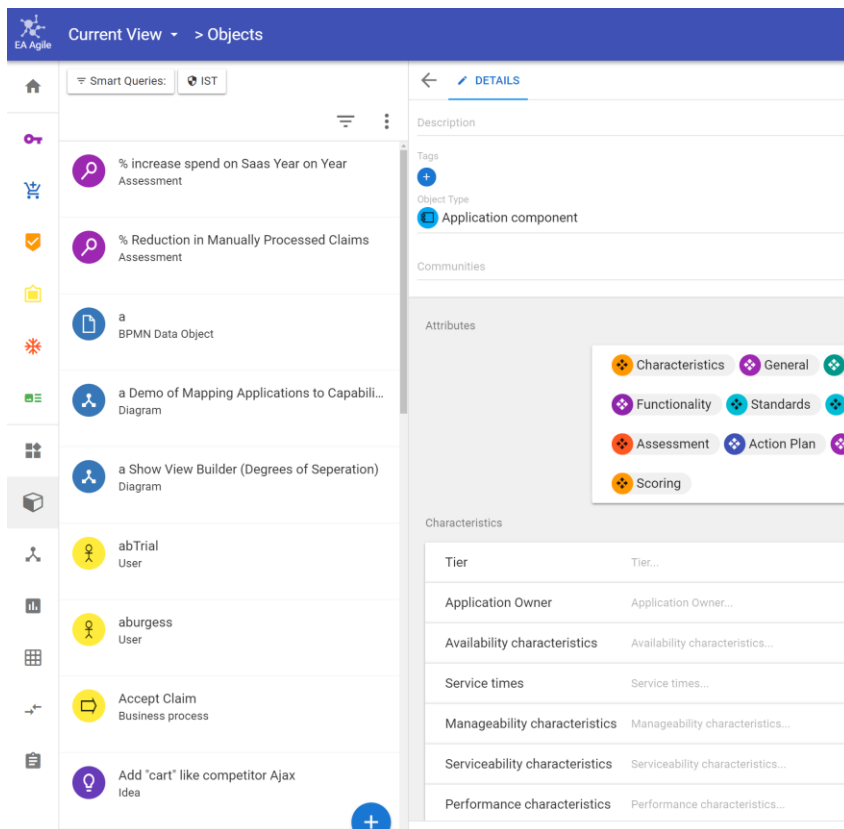 EA Agile
Current View > Objects
Smart Queries: IST
% increase spend on Saas Year on Year
Assessment
% Reduction in Manually Processed Claims
Assessment
a
BPMN Data Object
a Demo of Mapping Applications to Capabili...
Diagram
a Show View Builder (Degrees of Seperation)
Diagram
abTrial
User
aburgess
User
Accept Claim
Business process
Add "cart" like competitor Ajax
Idea
DETAILS
Description
Tags
Object Type
Application component
Communities
Attributes
Characteristics General
Functionality Standards
Assessment Action Plan
Scoring
Characteristics
Tier Tier...
Application Owner Application Owner...
Availability characteristics Availability characteristics...
Service times Service times...
Manageability characteristics Manageability characteristics...
Serviceability characteristics Serviceability characteristics...
Performance characteristics Performance characteristics...